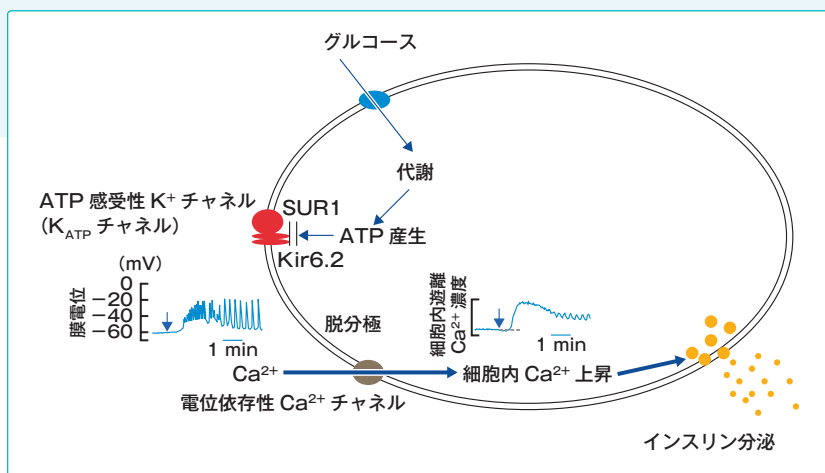 グルコース
代謝
ATP 感受性 K⁺ チャネル
(K_ATP チャネル)
SUR1
ATP 産生
Kir6.2
(mV)
0
−20
−40
−60
膜電位
1 min
脱分極
細胞内遊離
Ca²⁺ 濃度
1 min
Ca²⁺
細胞内 Ca²⁺ 上昇
電位依存性 Ca²⁺ チャネル
インスリン分泌